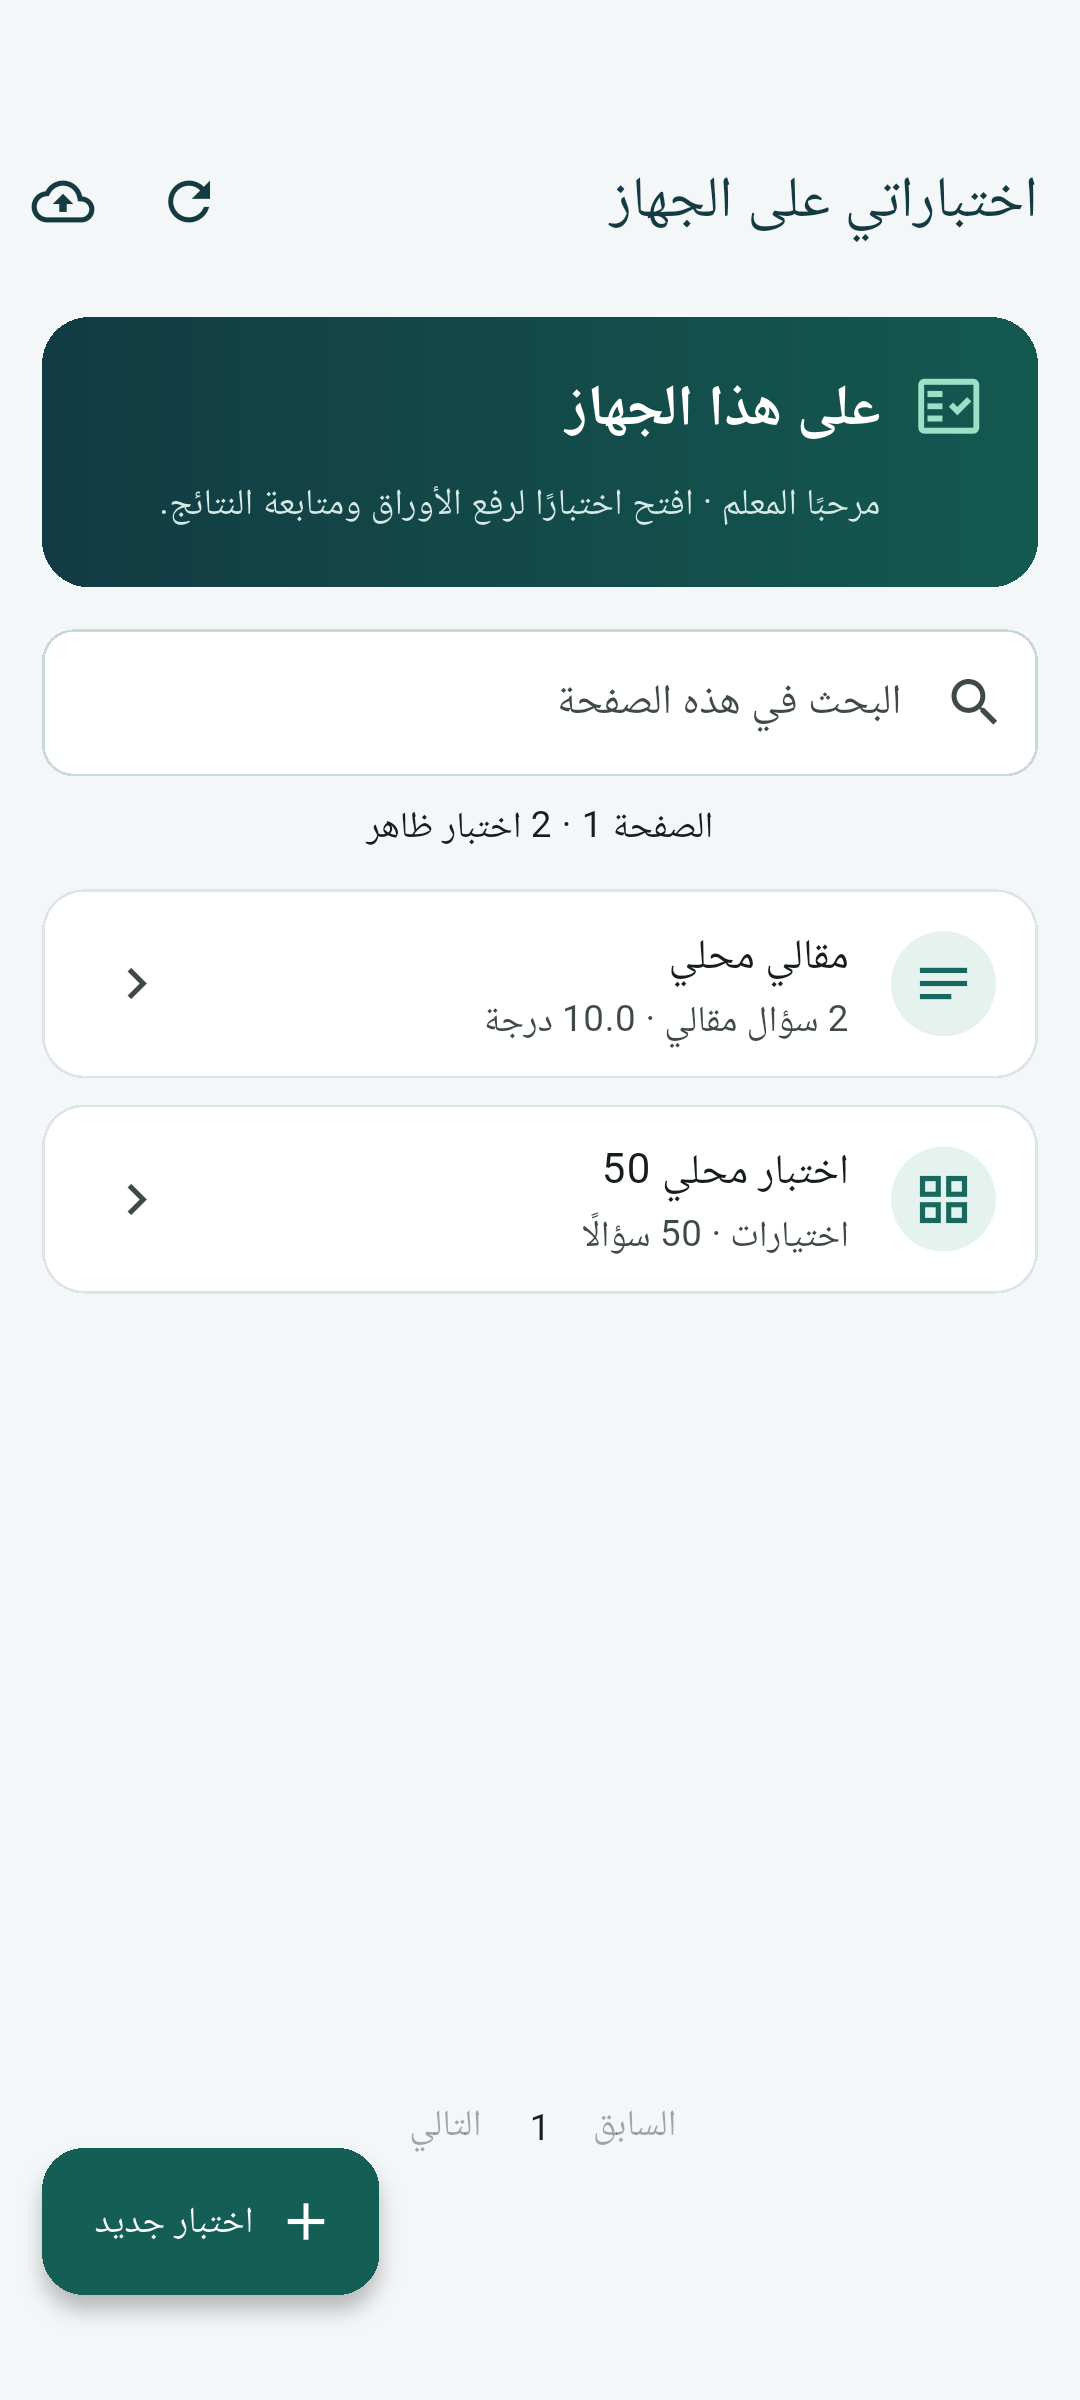 اختباراتي على الجهاز
على هذا الجهاز
مرحبًا المعلم · افتح اختبارًا لرفع الأوراق ومتابعة النتائج.
البحث في هذه الصفحة
الصفحة 1 · 2 اختبار ظاهر
مقالي محلي
2 سؤال مقالي · 10.0 درجة
اختبار محلي 50
اختيارات · 50 سؤالًا
السابق 1 التالي
اختبار جديد